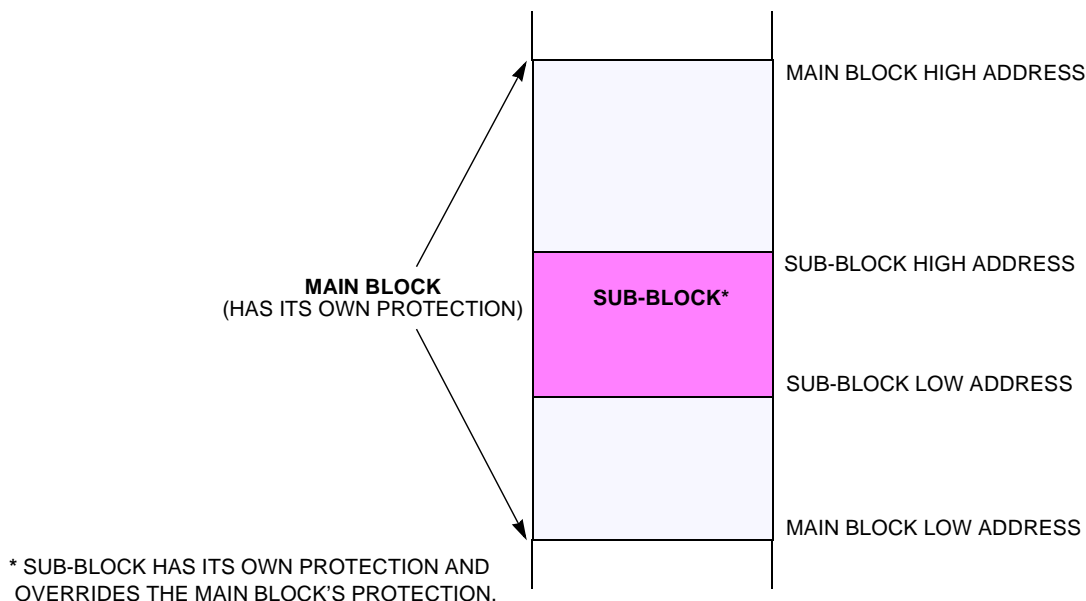 MAIN BLOCK HIGH ADDRESS
SUB-BLOCK HIGH ADDRESS
MAIN BLOCK
(HAS ITS OWN PROTECTION)
SUB-BLOCK*
SUB-BLOCK LOW ADDRESS
MAIN BLOCK LOW ADDRESS
* SUB-BLOCK HAS ITS OWN PROTECTION AND
OVERRIDES THE MAIN BLOCK'S PROTECTION.